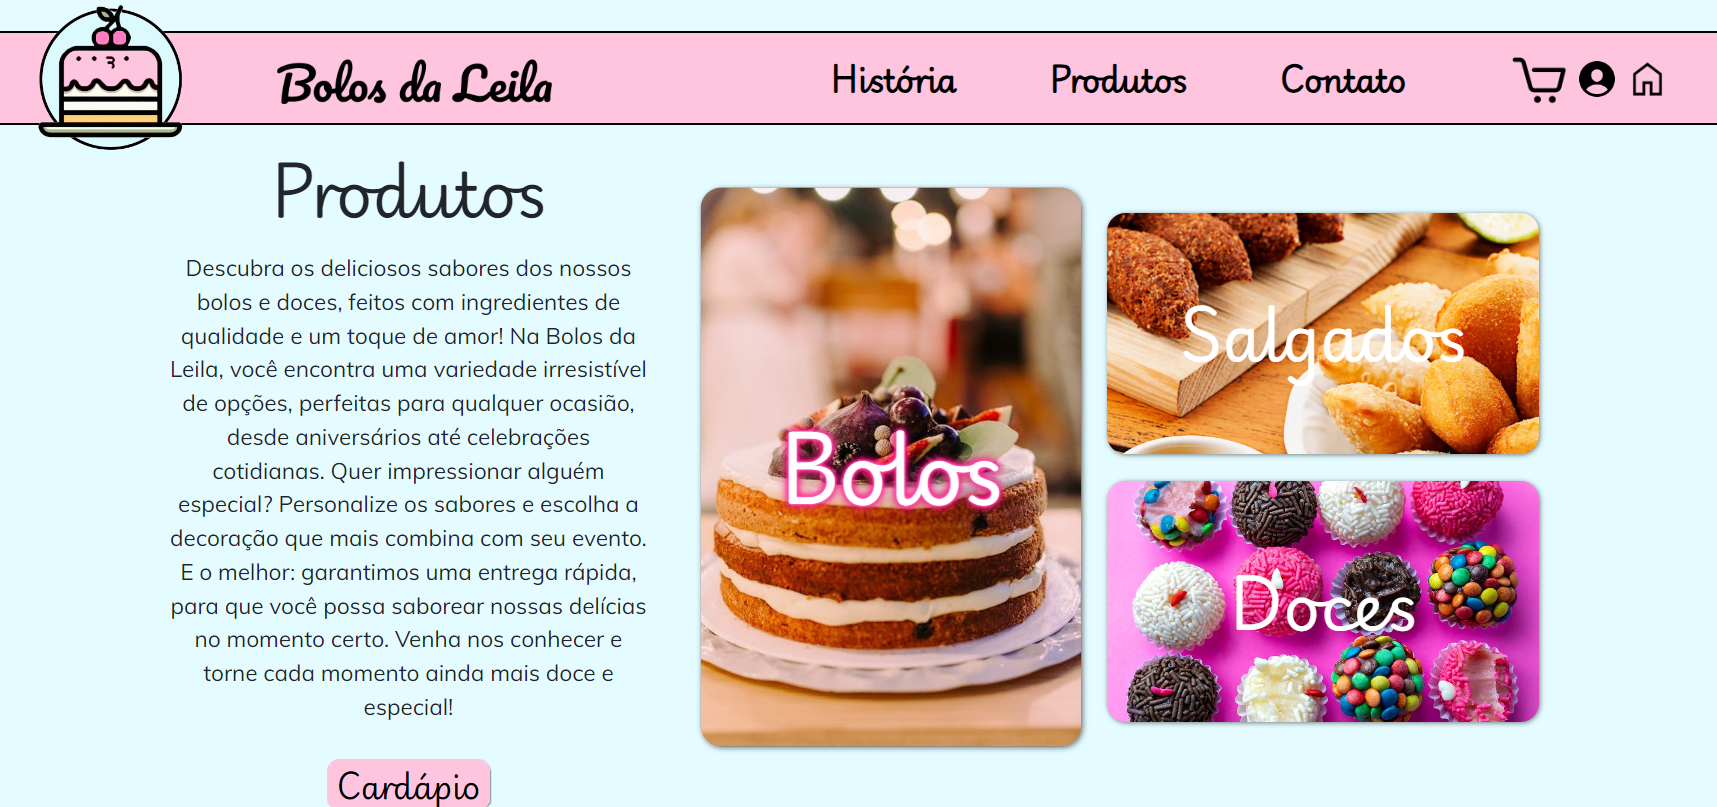 Bolos da Leila
História
Produtos
Contato
Produtos
Descubra os deliciosos sabores dos nossos
bolos e doces, feitos com ingredientes de
qualidade e um toque de amor! Na Bolos da
Leila, você encontra uma variedade irresistível
de opções, perfeitas para qualquer ocasião,
desde aniversários até celebrações
cotidianas. Quer impressionar alguém
especial? Personalize os sabores e escolha a
decoração que mais combina com seu evento.
E o melhor: garantimos uma entrega rápida,
para que você possa saborear nossas delícias
no momento certo. Venha nos conhecer e
torne cada momento ainda mais doce e
especial!
Cardápio
Bolos
Salgados
Doces